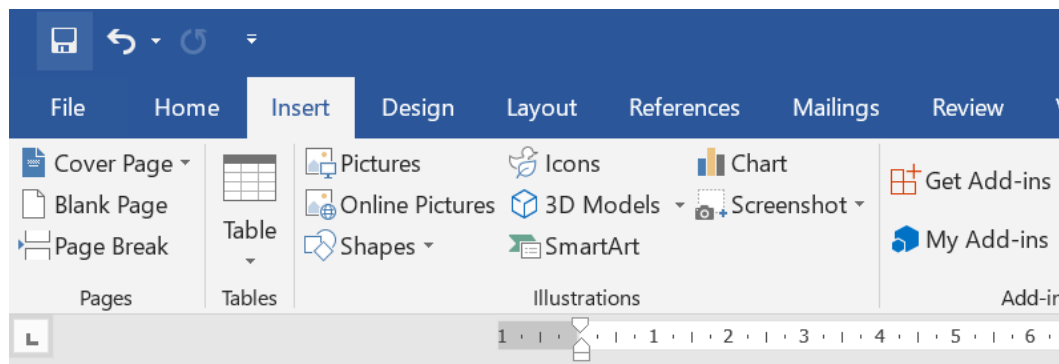 File Home Insert Design Layout References Mailings Review
Cover Page Pictures Icons Chart
Get Add-ins
Blank Page Online Pictures 3D Models Screenshot
Table
Page Break Shapes SmartArt My Add-ins
Pages Tables Illustrations Add-in
1 1 2 3 4 5 6